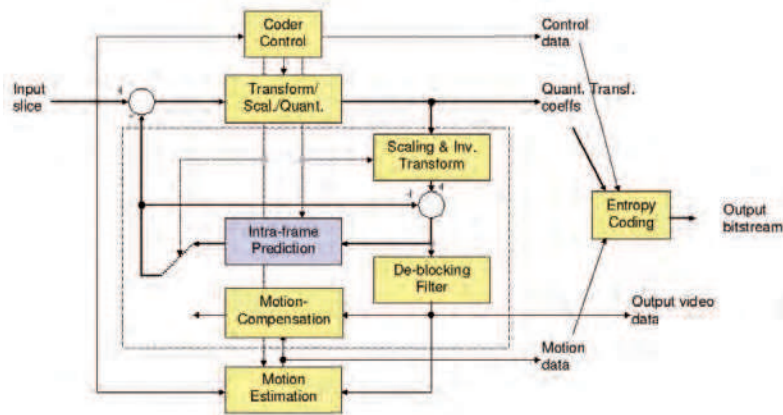 Coder
Control
Control
data
Input
slice
Transform/
Scal./Quant.
Quant. Transf.
coeffs
Scaling & Inv.
Transform
Entropy
Coding
Output
bitstream
Intra-frame
Prediction
De-blocking
Filter
Motion-
Compensation
Output video
data
Motion
data
Motion
Estimation